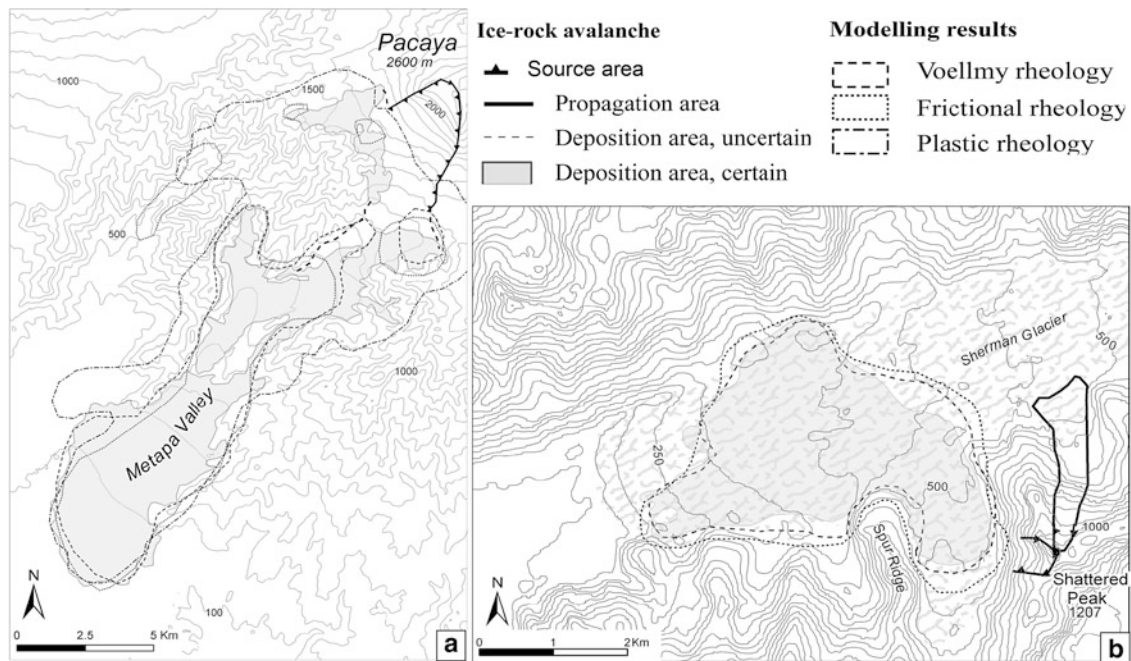 Pacaya
2600 m
1000
1500
2000
500
Metapa Valley
1000
100
N
0 2.5 5 Km
a
Ice-rock avalanche
Source area
Propagation area
Deposition area, uncertain
Deposition area, certain
Modelling results
Voellmy rheology
Frictional rheology
Plastic rheology
Sherman Glacier
500
250
500
Spur Ridge
1000
Shattered
Peak
1207
N
0 1 2 Km
b